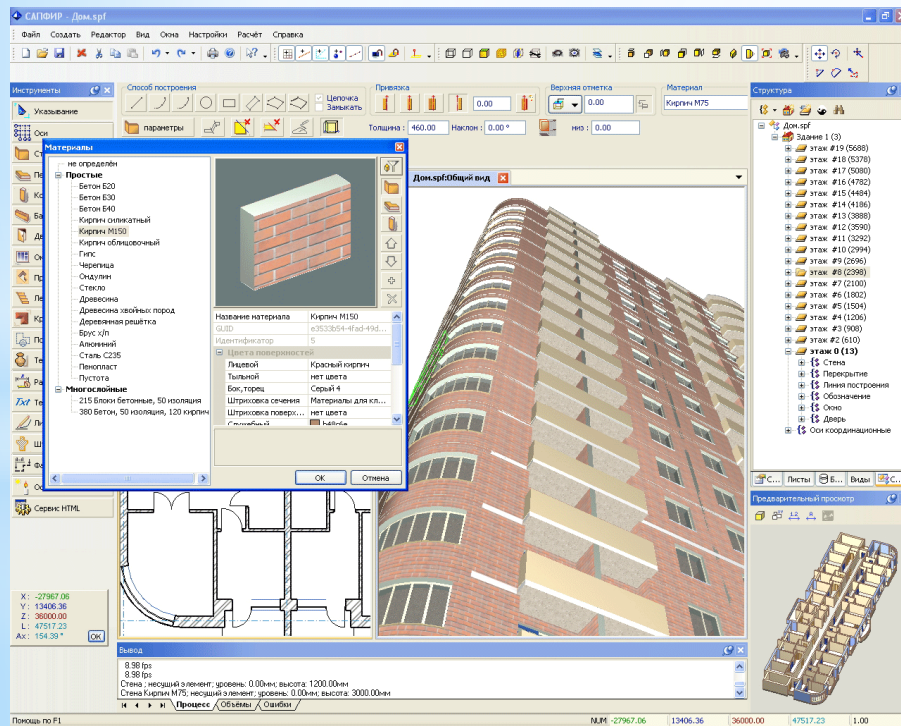 САПФИР - Дом.spf
Файл Создать Редактор Вид Окна Настройки Расчёт Справка
Инструменты
Указывание
Оси
Сервис HTML
Способ построения
Цепочка
Замыкать
параметры
Привязка
0.00
Верхняя отметка
0.00
Материал
Кирпич М75
Толщина : 460.00 Наклон : 0.00 ° низ : 0.00
Материалы
не определён
Простые
Бетон Б20
Бетон Б30
Бетон Б40
Кирпич силикатный
Кирпич М150
Кирпич облицовочный
Гипс
Черепица
Ондулин
Стекло
Древесина
Древесина хвойных пород
Деревянная решётка
Брус х/п
Алюминий
Сталь С235
Пенопласт
Пустота
Многослойные
215 Блоки бетонные, 50 изоляция
380 Бетон, 50 изоляция, 120 кирпич
Название материала Кирпич М150
GUID e3533b54-4fad-49d...
Идентификатор 5
Цвета поверхностей
Лицевой Красный кирпич
Тыльной нет цвета
Бок,торец Серый 4
Штриховка сечения Материалы для кл...
Штриховка поверх... нет цвета
Служебный
ОК Отмена
Дом.spf:Общий вид
Структура
Дом.spf
Здание 1 (3)
этаж #19 (5688)
этаж #18 (5378)
этаж #17 (5080)
этаж #16 (4782)
этаж #15 (4484)
этаж #14 (4186)
этаж #13 (3888)
этаж #12 (3590)
этаж #11 (3292)
этаж #10 (2994)
этаж #9 (2696)
этаж #8 (2398)
этаж #7 (2100)
этаж #6 (1802)
этаж #5 (1504)
этаж #4 (1206)
этаж #3 (908)
этаж #2 (610)
этаж 0 (13)
Стена
Перекрытие
Линия построения
Обозначение
Окно
Дверь
Оси координационные
С... Листы Б... Виды С...
Предварительный просмотр
X: -27967.06
Y: 13406.36
Z: 36000.00
L: 47517.23
Ax: 154.39 °
OK
Вывод
8.98 fps
8.98 fps
Стена ; несущий элемент; уровень: 0.00мм; высота: 1200.00мм
Стена Кирпич М75; несущий элемент; уровень: 0.00мм; высота: 3000.00мм
Процесс Объёмы Ошибки
Помощь по F1
NUM -27967.06 13406.36 36000.00 47517.23 1.00